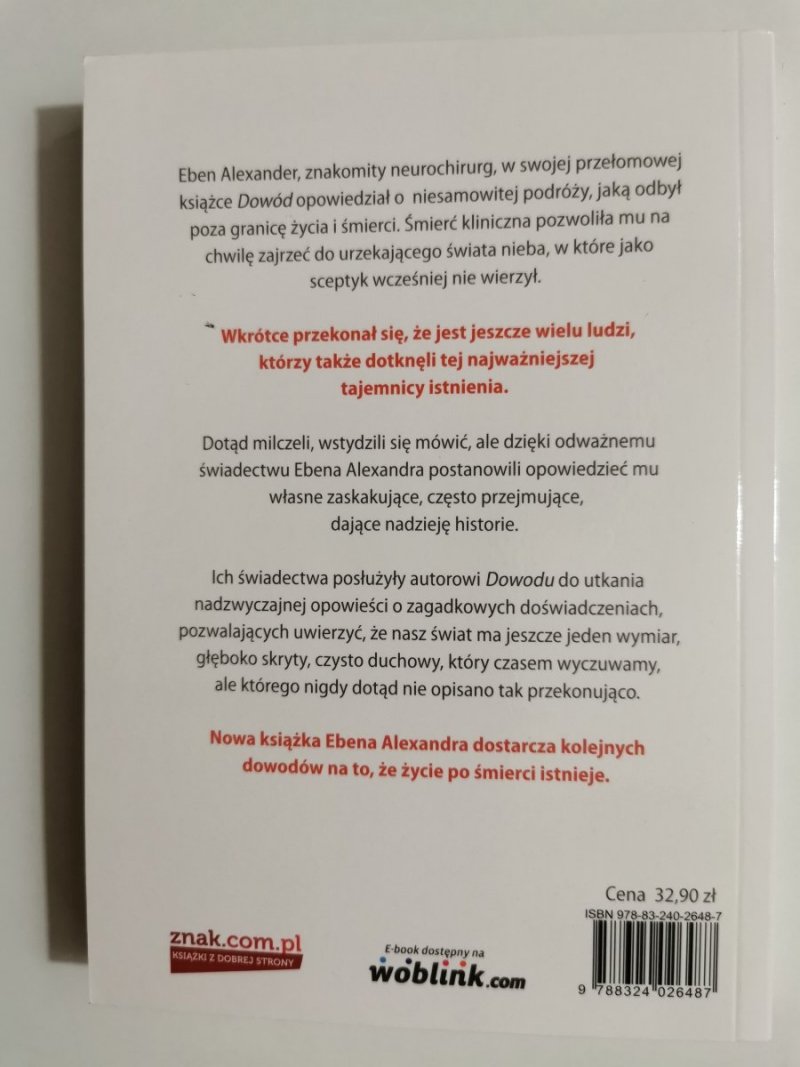 Eben Alexander, znakomity neurochirurg, w swojej przełomowej
książce Dowód opowiedział o niesamowitej podróży, jaką odbył
poza granicę życia i śmierci. Śmierć kliniczna pozwoliła mu na
chwilę zajrzeć do urzekającego świata nieba, w które jako
sceptyk wcześniej nie wierzył.
Wkrótce przekonał się, że jest jeszcze wielu ludzi,
którzy także dotknęli tej najważniejszej
tajemnicy istnienia.
Dotąd milczeli, wstydzili się mówić, ale dzięki odważnemu
świadectwu Ebena Alexandra postanowili opowiedzieć mu
własne zaskakujące, często przejmujące,
dające nadzieję historie.
Ich świadectwa posłużyły autorowi Dowodu do utkania
nadzwyczajnej opowieści o zagadkowych doświadczeniach,
pozwalających uwierzyć, że nasz świat ma jeszcze jeden wymiar,
głęboko skryty, czysto duchowy, który czasem wyczuwamy,
ale którego nigdy dotąd nie opisano tak przekonująco.
Nowa książka Ebena Alexandra dostarcza kolejnych
dowodów na to, że życie po śmierci istnieje.
Cena 32,90 zł
ISBN 978-83-240-2648-7
9 788324 026487
znak.com.pl
KSIĄŻKI Z DOBREJ STRONY
E-book dostępny na
woblink.com